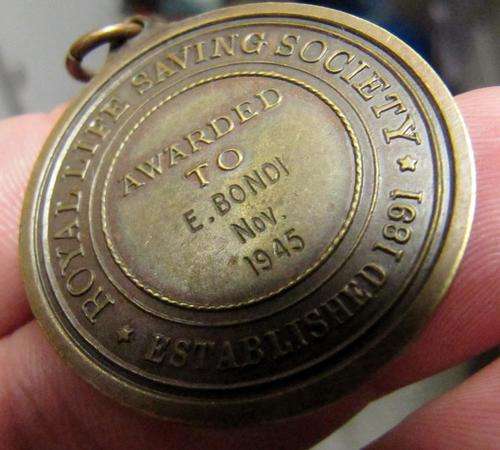 ROYAL LIFE SAVING SOCIETY
ESTABLISHED 1891
AWARDED
TO
E. BONDI
Nov.
1945